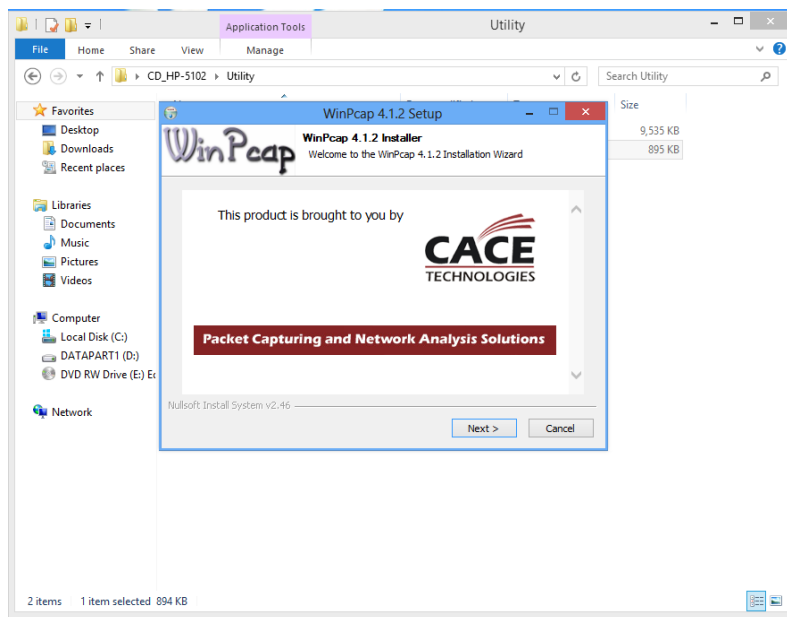 Application Tools
Utility
File
Home
Share
View
Manage
CD_HP-5102
Utility
Search Utility
Size
Favorites
Desktop
Downloads
Recent places
9,535 KB
895 KB
Libraries
Documents
Music
Pictures
Videos
Computer
Local Disk (C:)
DATAPART1 (D:)
DVD RW Drive (E:)
Network
WinPcap 4.1.2 Setup
WinPcap
WinPcap 4.1.2 Installer
Welcome to the WinPcap 4.1.2 Installation Wizard
This product is brought to you by
CACE
TECHNOLOGIES
Packet Capturing and Network Analysis Solutions
Nullsoft Install System v2.46
Next >
Cancel
2 items
1 item selected 894 KB